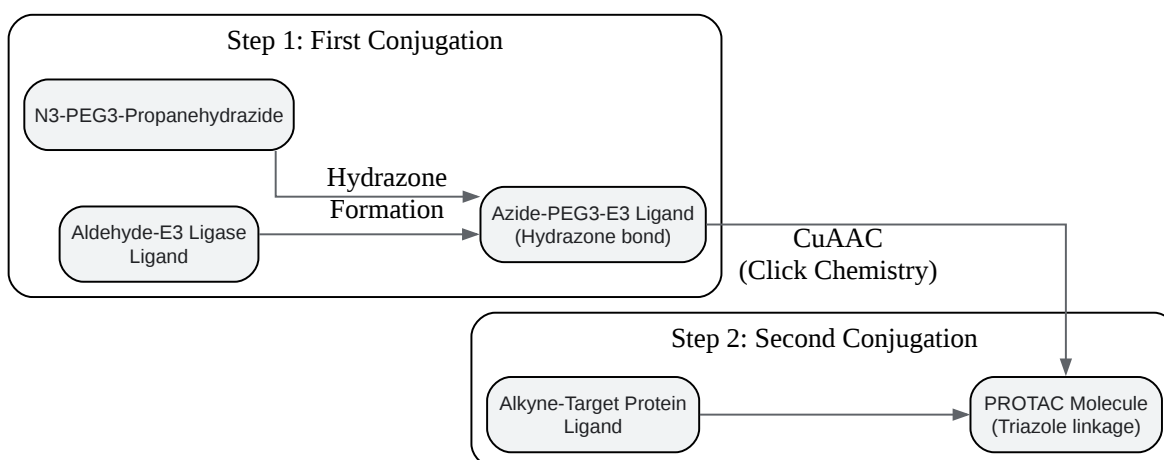 Step 1: First Conjugation
N3-PEG3-Propanehydrazide
Hydrazone
Formation
Aldehyde-E3 Ligase
Ligand
Azide-PEG3-E3 Ligand
(Hydrazone bond)
CuAAC
(Click Chemistry)
Step 2: Second Conjugation
Alkyne-Target Protein
Ligand
PROTAC Molecule
(Triazole linkage)